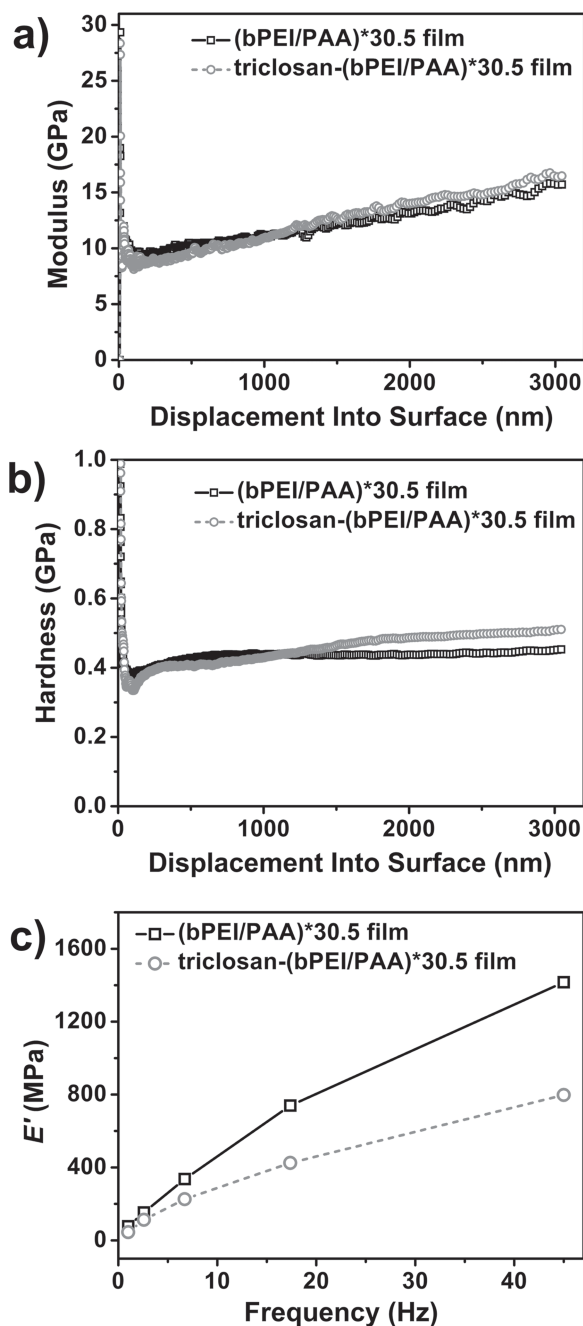 a)
(bPEI/PAA)*30.5 film
triclosan-(bPEI/PAA)*30.5 film
30
25
20
15
10
5
0
Modulus (GPa)
0 1000 2000 3000
Displacement Into Surface (nm)
b)
(bPEI/PAA)*30.5 film
triclosan-(bPEI/PAA)*30.5 film
1.0
0.8
0.6
0.4
0.2
0.0
Hardness (GPa)
0 1000 2000 3000
Displacement Into Surface (nm)
c)
(bPEI/PAA)*30.5 film
triclosan-(bPEI/PAA)*30.5 film
1600
1200
800
400
0
E' (MPa)
0 10 20 30 40
Frequency (Hz)